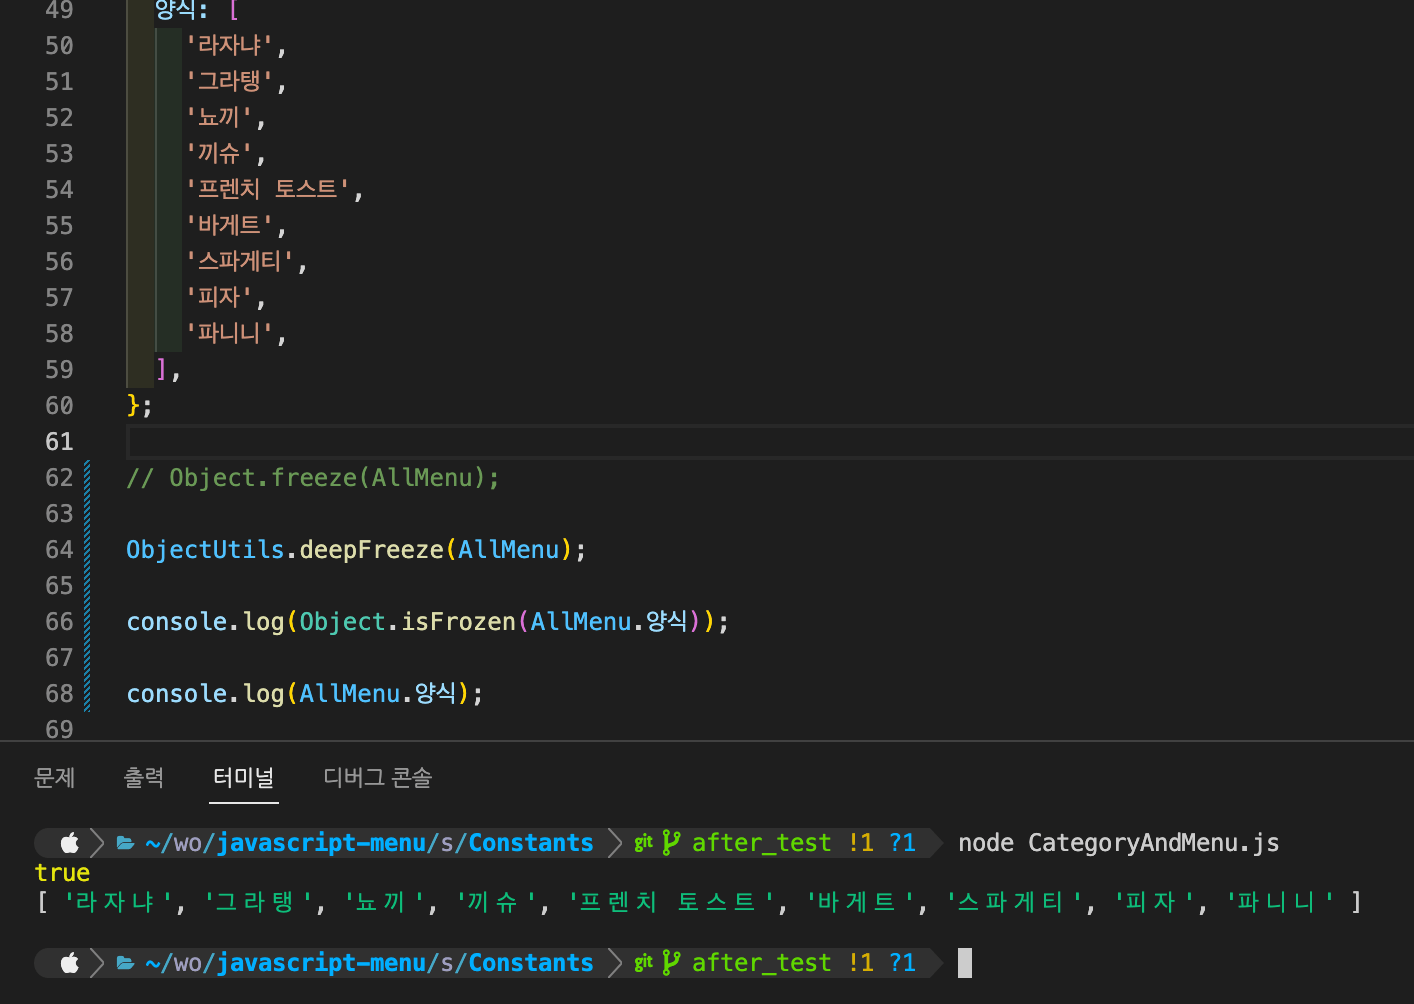 49 양식: [
50 '라자냐',
51 '그라탱',
52 '뇨끼',
53 '끼슈',
54 '프렌치 토스트',
55 '바게트',
56 '스파게티',
57 '피자',
58 '파니니',
59 ],
60 };
61
62 // Object.freeze(AllMenu);
63
64 ObjectUtils.deepFreeze(AllMenu);
65
66 console.log(Object.isFrozen(AllMenu.양식));
67
68 console.log(AllMenu.양식);
69
문제 출력 터미널 디버그 콘솔
~/wo/javascript-menu/s/Constants git after_test !1 ?1 node CategoryAndMenu.js
true
[ '라자냐', '그라탱', '뇨끼', '끼슈', '프렌치 토스트', '바게트', '스파게티', '피자', '파니니' ]
~/wo/javascript-menu/s/Constants git after_test !1 ?1